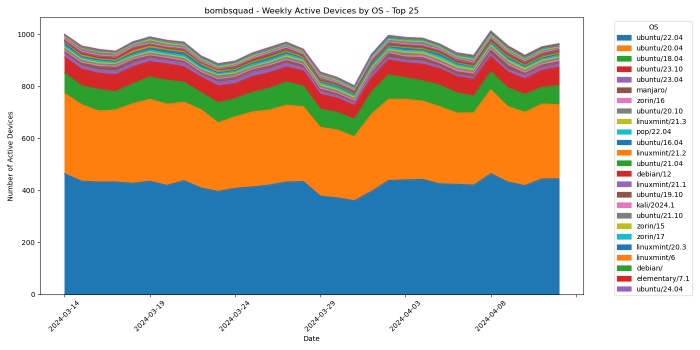 bombsquad - Weekly Active Devices by OS - Top 25
Number of Active Devices
1000
800
600
400
200
0
2024-03-14
2024-03-19
2024-03-24
2024-03-29
2024-04-03
2024-04-08
Date
OS
ubuntu/22.04
ubuntu/20.04
ubuntu/18.04
ubuntu/23.10
ubuntu/23.04
manjaro/
zorin/16
ubuntu/20.10
linuxmint/21.3
pop/22.04
ubuntu/16.04
linuxmint/21.2
ubuntu/21.04
debian/12
linuxmint/21.1
ubuntu/19.10
kali/2024.1
ubuntu/21.10
zorin/15
zorin/17
linuxmint/20.3
linuxmint/6
debian/
elementary/7.1
ubuntu/24.04